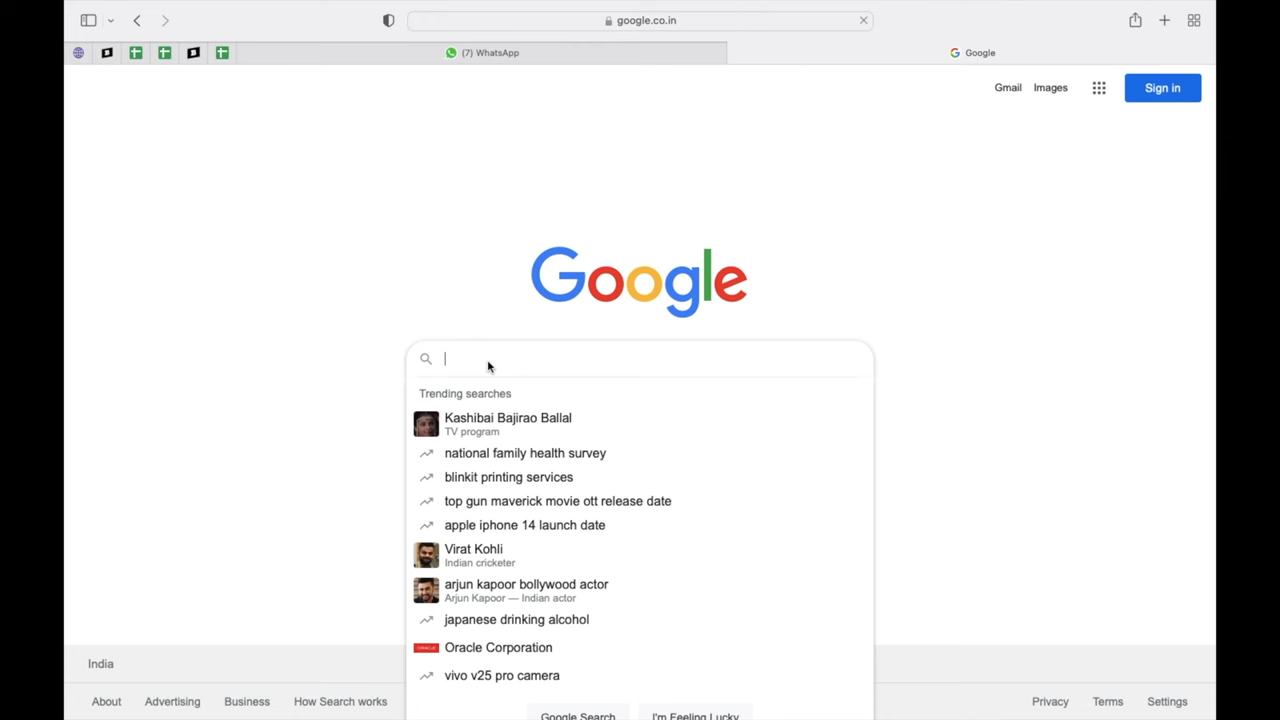 google.co.in
(7) WhatsApp
Google
Gmail
Images
Sign in
Google
Trending searches
Kashibai Bajirao Ballal
TV program
national family health survey
blinkit printing services
top gun maverick movie ott release date
apple iphone 14 launch date
Virat Kohli
Indian cricketer
arjun kapoor bollywood actor
Arjun Kapoor — Indian actor
japanese drinking alcohol
ORACLE
Oracle Corporation
vivo v25 pro camera
India
About
Advertising
Business
How Search works
Google Search
I'm Feeling Lucky
Privacy
Terms
Settings